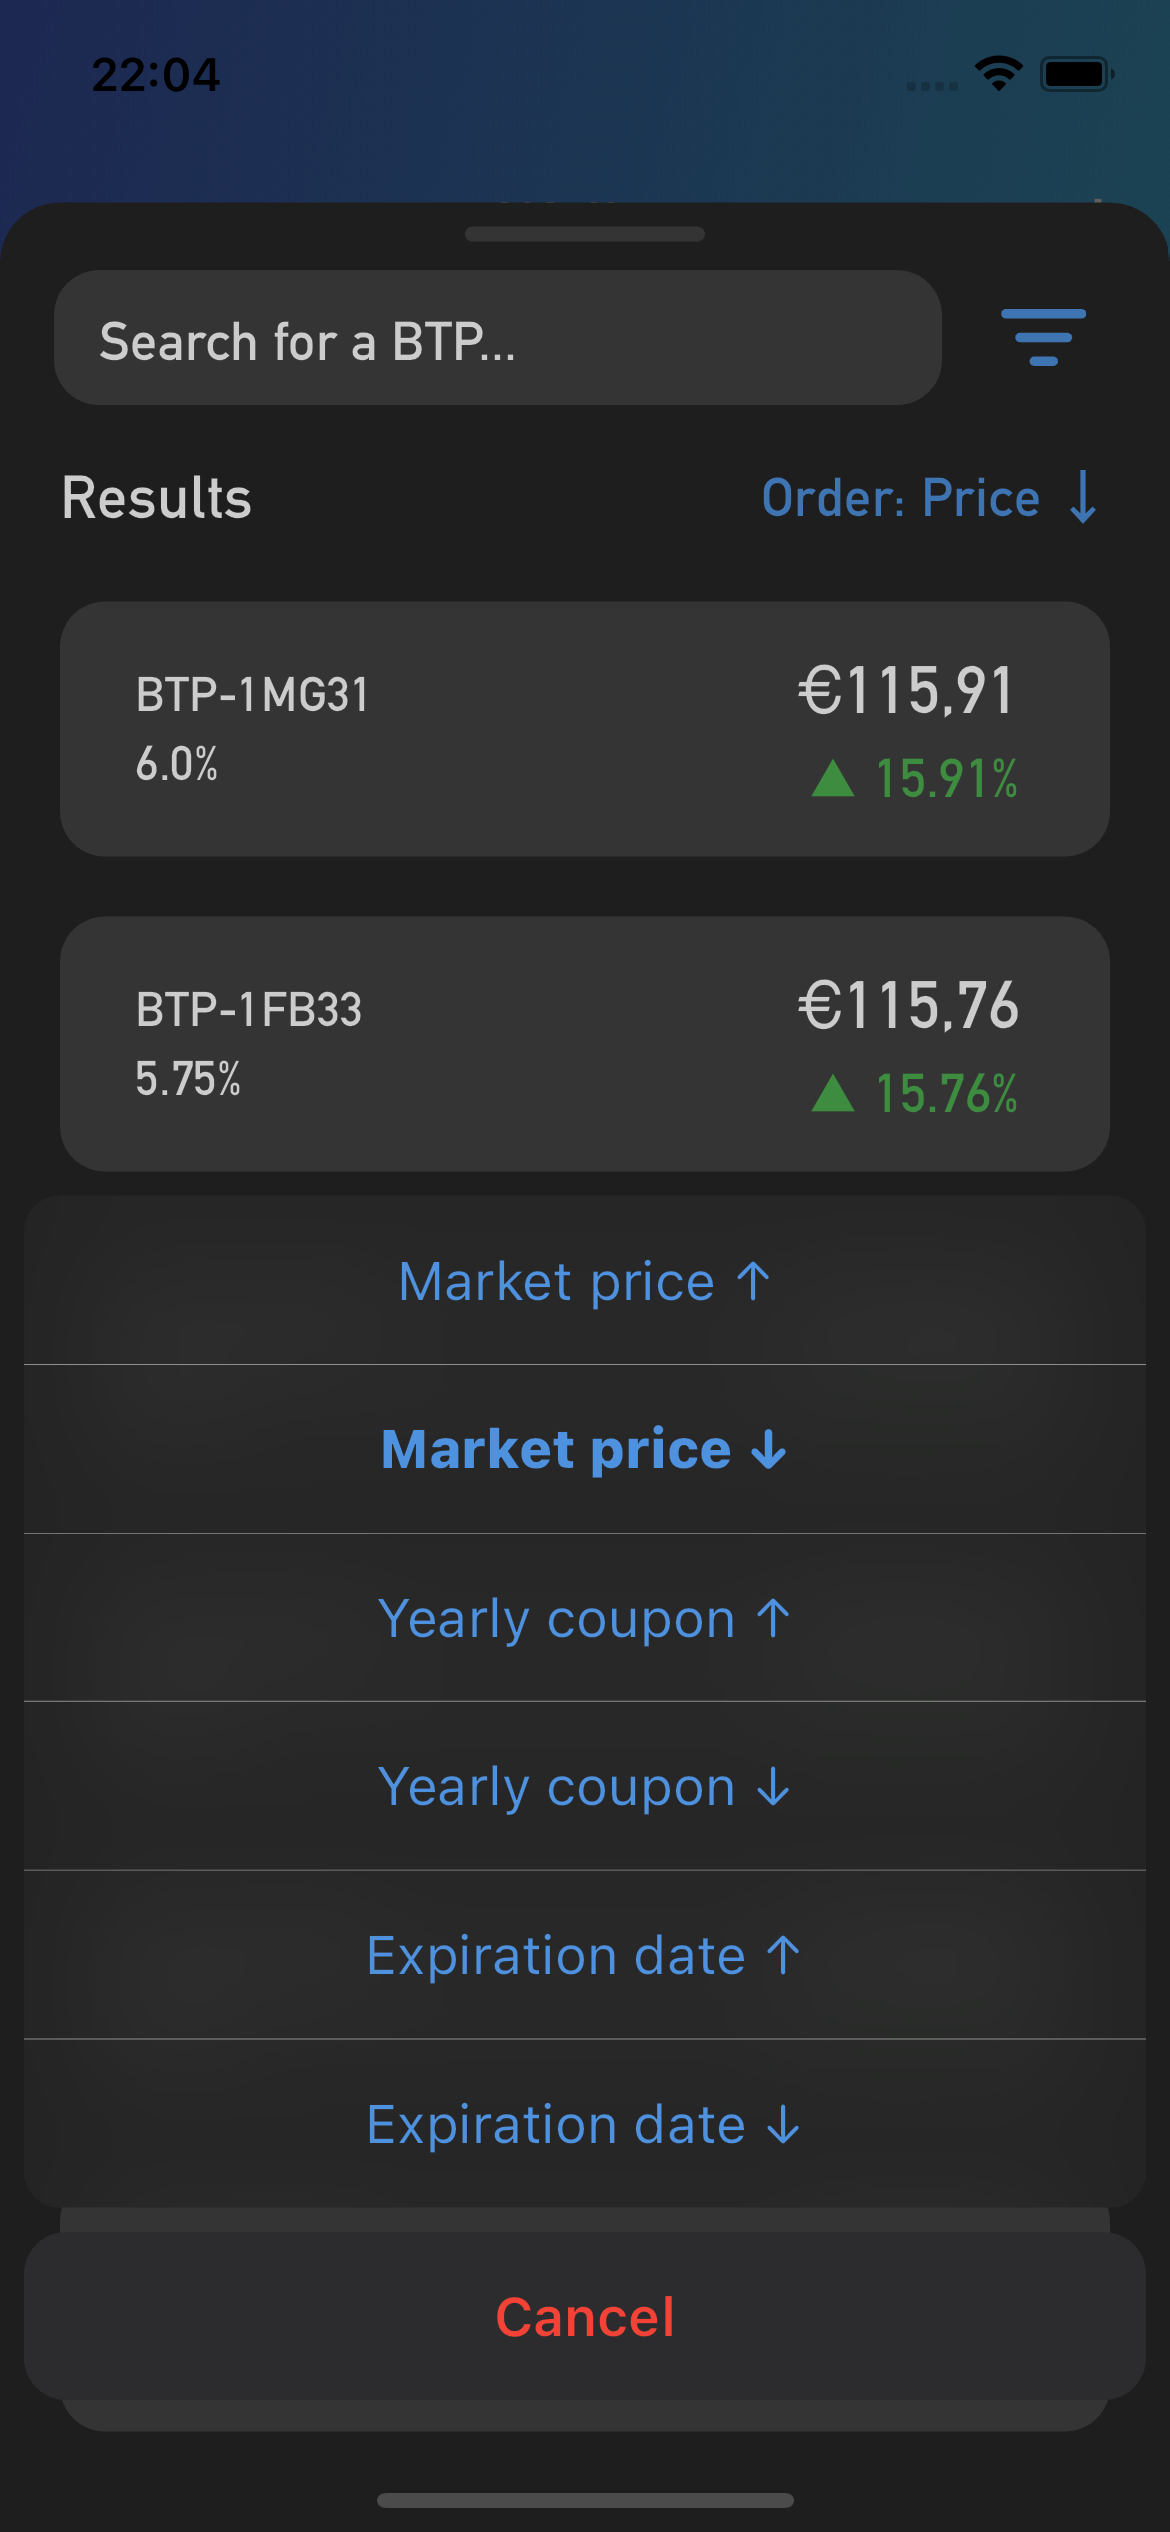 22:04
Search for a BTP...
Results
Order: Price ↓
BTP-1MG31
€115,91
6.0%
▲ 15.91%
BTP-1FB33
€115,76
5.75%
▲ 15.76%
Market price ↑
Market price ↓
Yearly coupon ↑
Yearly coupon ↓
Expiration date ↑
Expiration date ↓
Cancel